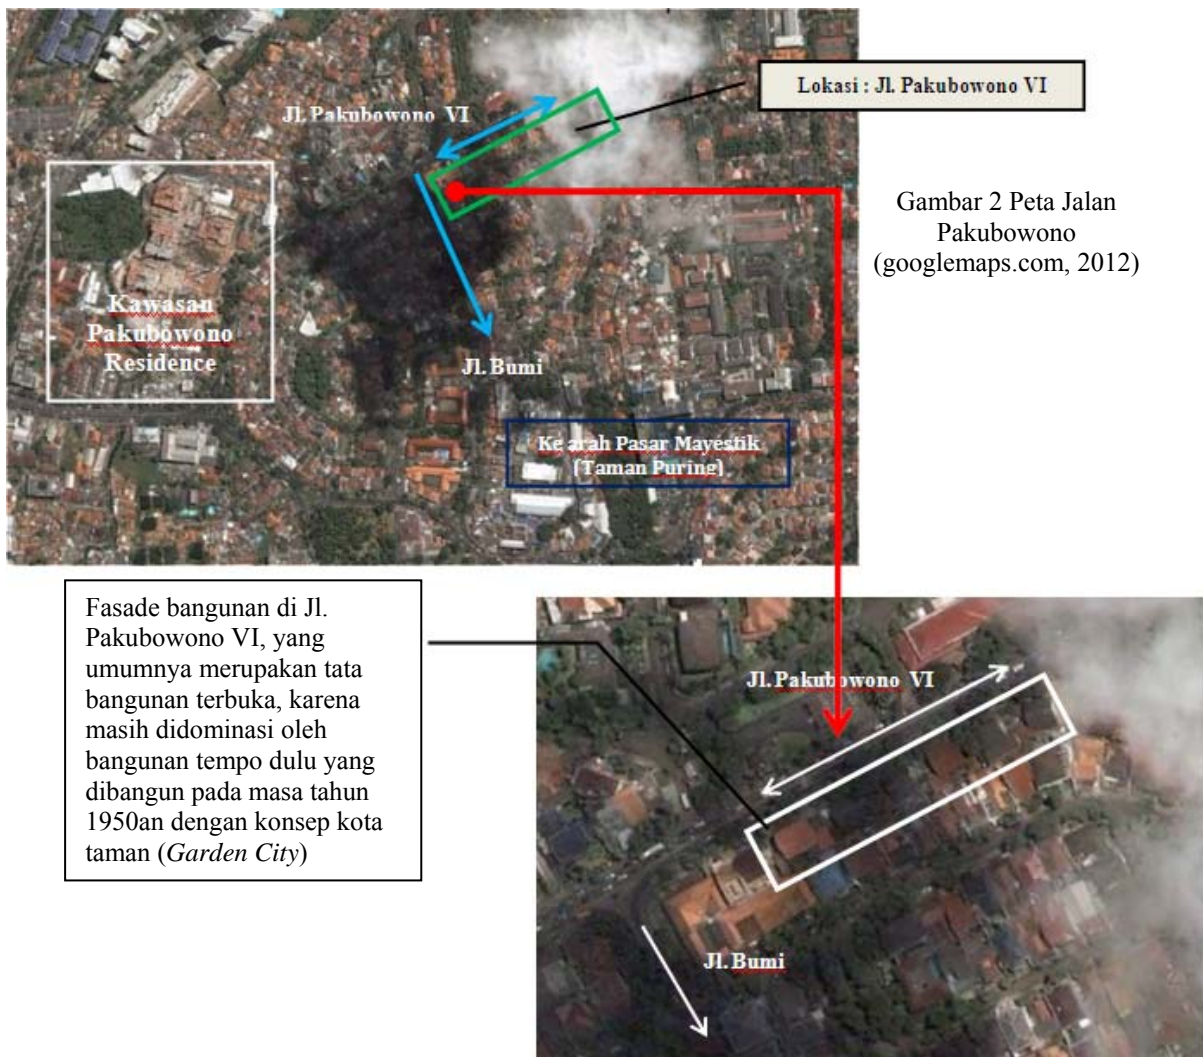 Jl. Pakubowono VI
Lokasi : Jl. Pakubowono VI
Gambar 2 Peta Jalan
Pakubowono
(googlemaps.com, 2012)
Kawasan
Pakubowono
Residence
Jl. Bumi
Ke arah Pasar Mayestik
(Taman Puring)
Fasade bangunan di Jl.
Pakubowono VI, yang
umumnya merupakan tata
bangunan terbuka, karena
masih didominasi oleh
bangunan tempo dulu yang
dibangun pada masa tahun
1950an dengan konsep kota
taman (Garden City)
Jl. Pakubowono VI
Jl. Bumi